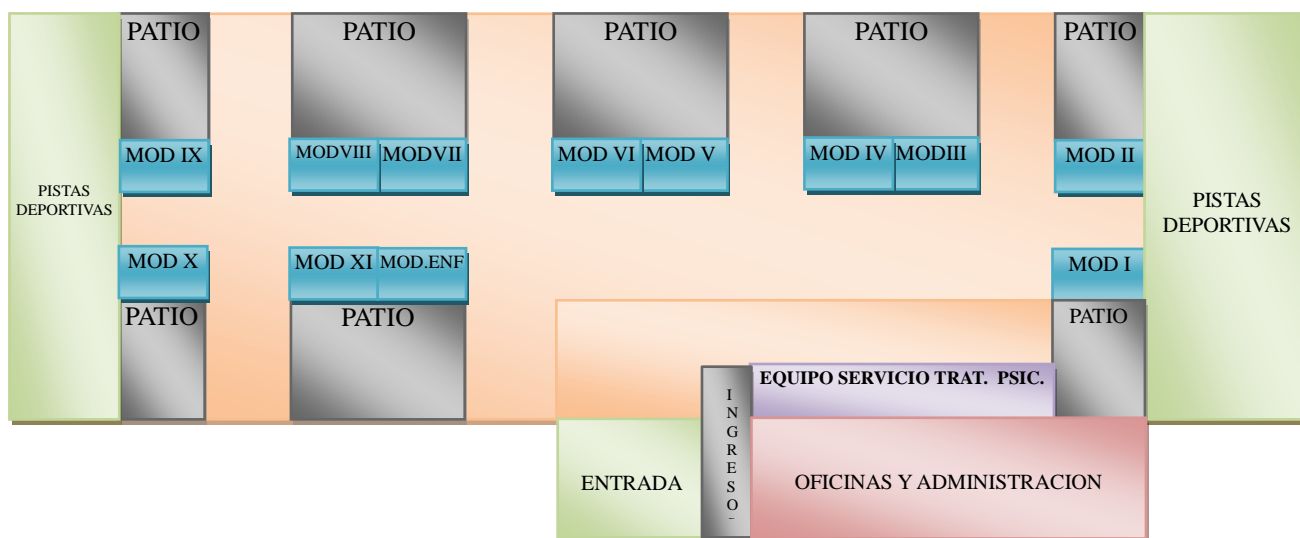 PATIO
PATIO
PATIO
PATIO
PATIO
MOD IX
MODVIII
MODVII
MOD VI
MOD V
MOD IV
MODIII
MOD II
PISTAS
DEPORTIVAS
PISTAS
DEPORTIVAS
MOD X
MOD XI
MOD.ENF
MOD I
PATIO
PATIO
PATIO
EQUIPO SERVICIO TRAT. PSIC.
INGRESO
ENTRADA
OFICINAS Y ADMINISTRACION